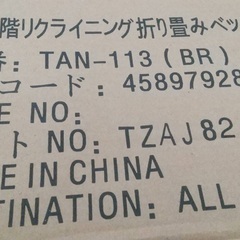 階リクライニング折り畳みベッ
番: TAN-113(BR)
コード: 45897928
E NO:
ト NO: TZAJ82
E IN CHINA
TINATION: ALL